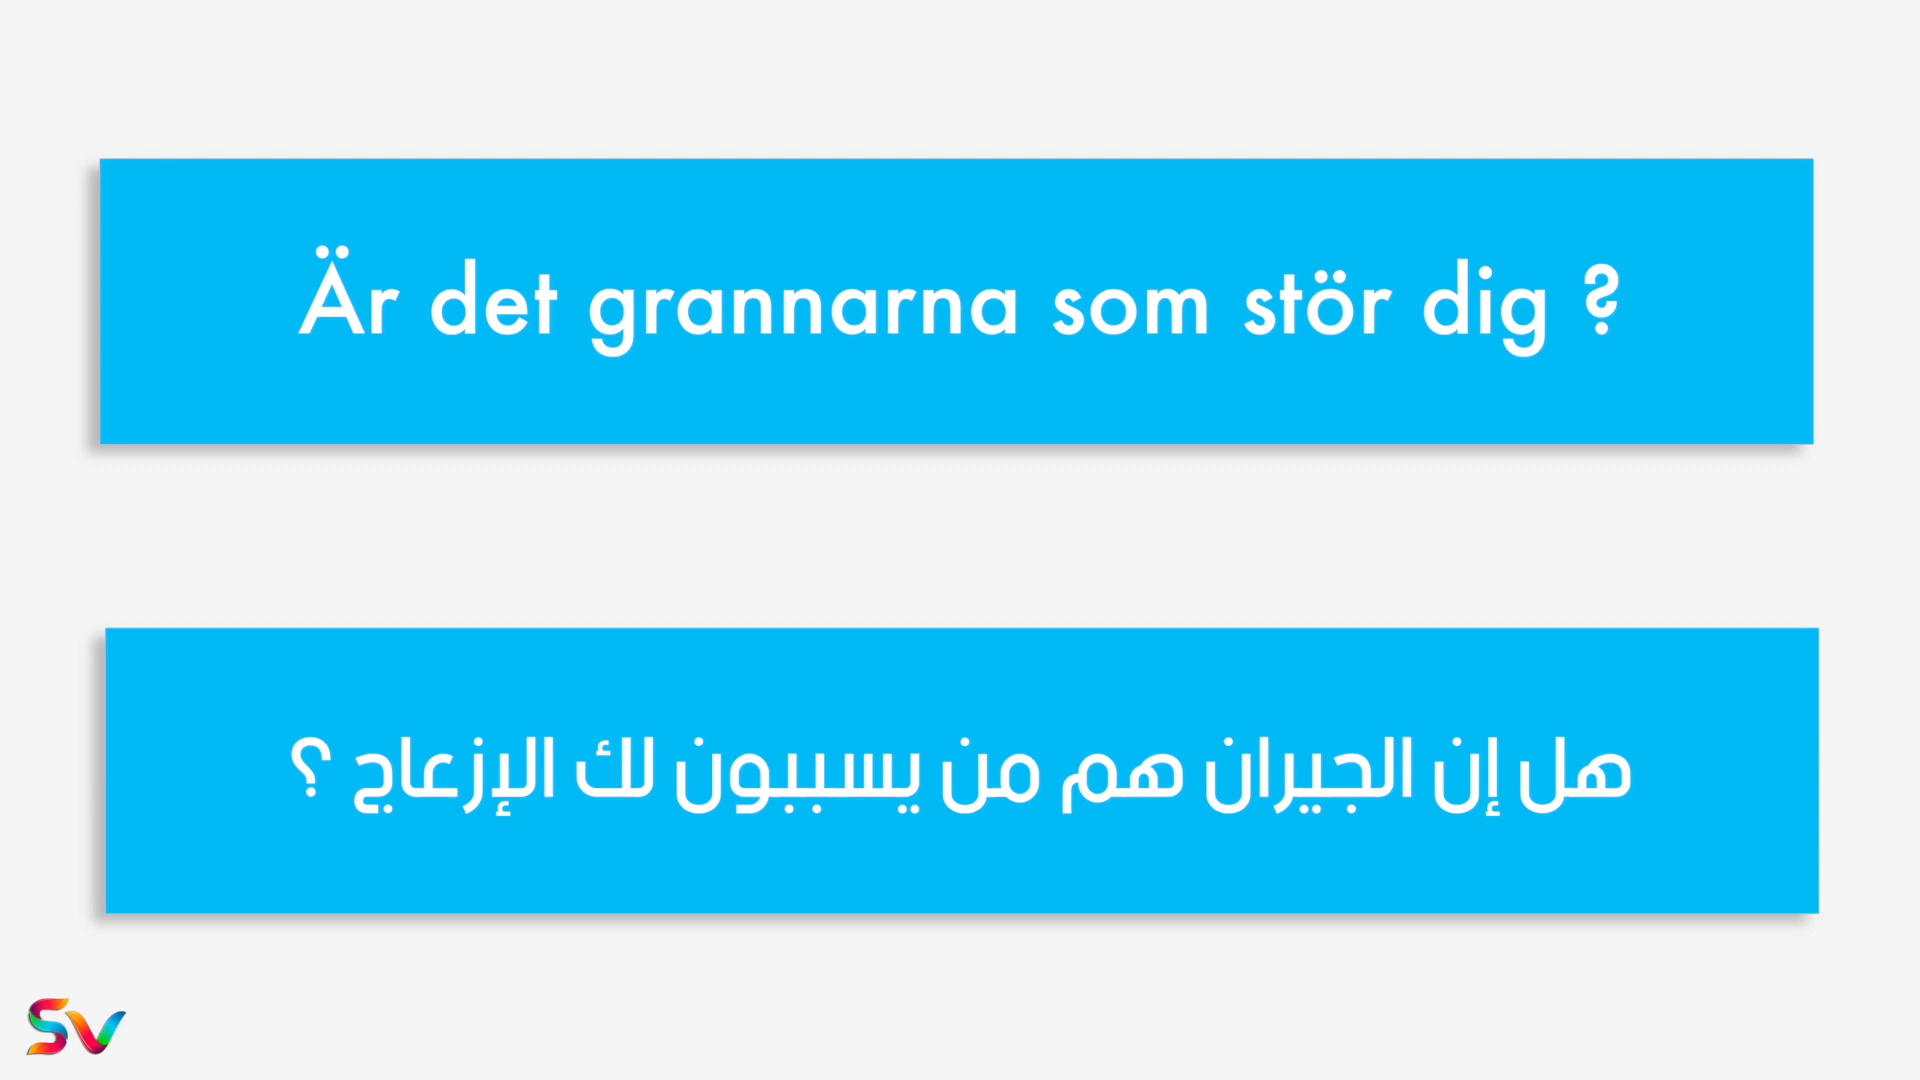 Är det grannarna som stör dig ?
هل إن الجيران هم من يسببون لك الإزعاج ؟
SV